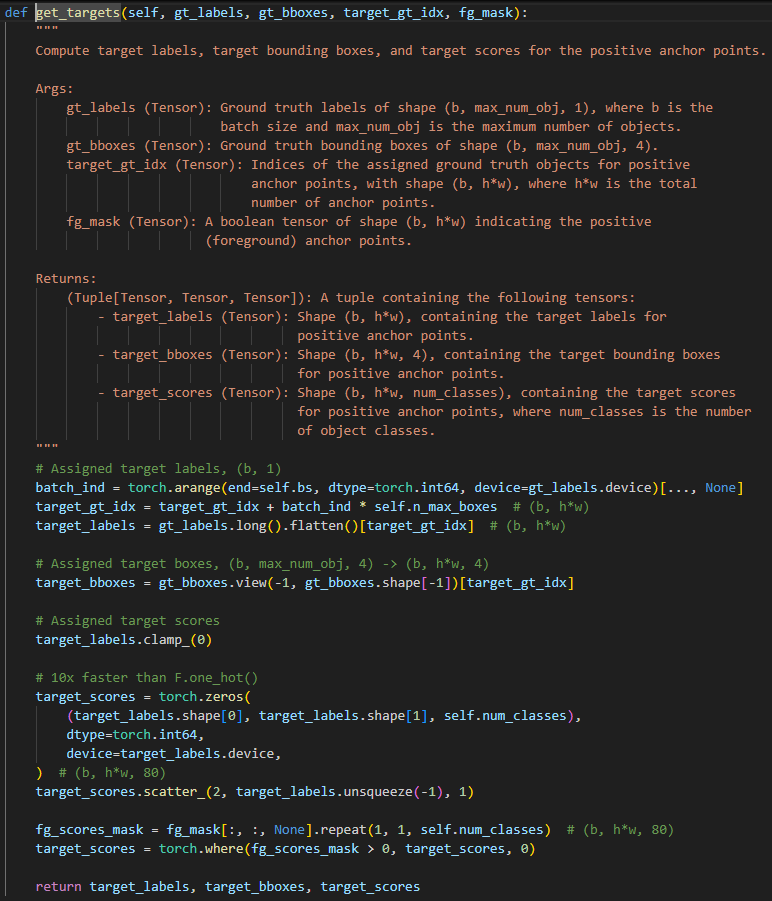 def get_targets(self, gt_labels, gt_bboxes, target_gt_idx, fg_mask):
"""
Compute target labels, target bounding boxes, and target scores for the positive anchor points.
Args:
gt_labels (Tensor): Ground truth labels of shape (b, max_num_obj, 1), where b is the
batch size and max_num_obj is the maximum number of objects.
gt_bboxes (Tensor): Ground truth bounding boxes of shape (b, max_num_obj, 4).
target_gt_idx (Tensor): Indices of the assigned ground truth objects for positive
anchor points, with shape (b, h*w), where h*w is the total
number of anchor points.
fg_mask (Tensor): A boolean tensor of shape (b, h*w) indicating the positive
(foreground) anchor points.
Returns:
(Tuple[Tensor, Tensor, Tensor]): A tuple containing the following tensors:
- target_labels (Tensor): Shape (b, h*w), containing the target labels for
positive anchor points.
- target_bboxes (Tensor): Shape (b, h*w, 4), containing the target bounding boxes
for positive anchor points.
- target_scores (Tensor): Shape (b, h*w, num_classes), containing the target scores
for positive anchor points, where num_classes is the number
of object classes.
"""
# Assigned target labels, (b, 1)
batch_ind = torch.arange(end=self.bs, dtype=torch.int64, device=gt_labels.device)[..., None]
target_gt_idx = target_gt_idx + batch_ind * self.n_max_boxes  # (b, h*w)
target_labels = gt_labels.long().flatten()[target_gt_idx]  # (b, h*w)
# Assigned target boxes, (b, max_num_obj, 4) -> (b, h*w, 4)
target_bboxes = gt_bboxes.view(-1, gt_bboxes.shape[-1])[target_gt_idx]
# Assigned target scores
target_labels.clamp_(0)
# 10x faster than F.one_hot()
target_scores = torch.zeros(
(target_labels.shape[0], target_labels.shape[1], self.num_classes),
dtype=torch.int64,
device=target_labels.device,
)  # (b, h*w, 80)
target_scores.scatter_(2, target_labels.unsqueeze(-1), 1)
fg_scores_mask = fg_mask[:, :, None].repeat(1, 1, self.num_classes)  # (b, h*w, 80)
target_scores = torch.where(fg_scores_mask > 0, target_scores, 0)
return target_labels, target_bboxes, target_scores